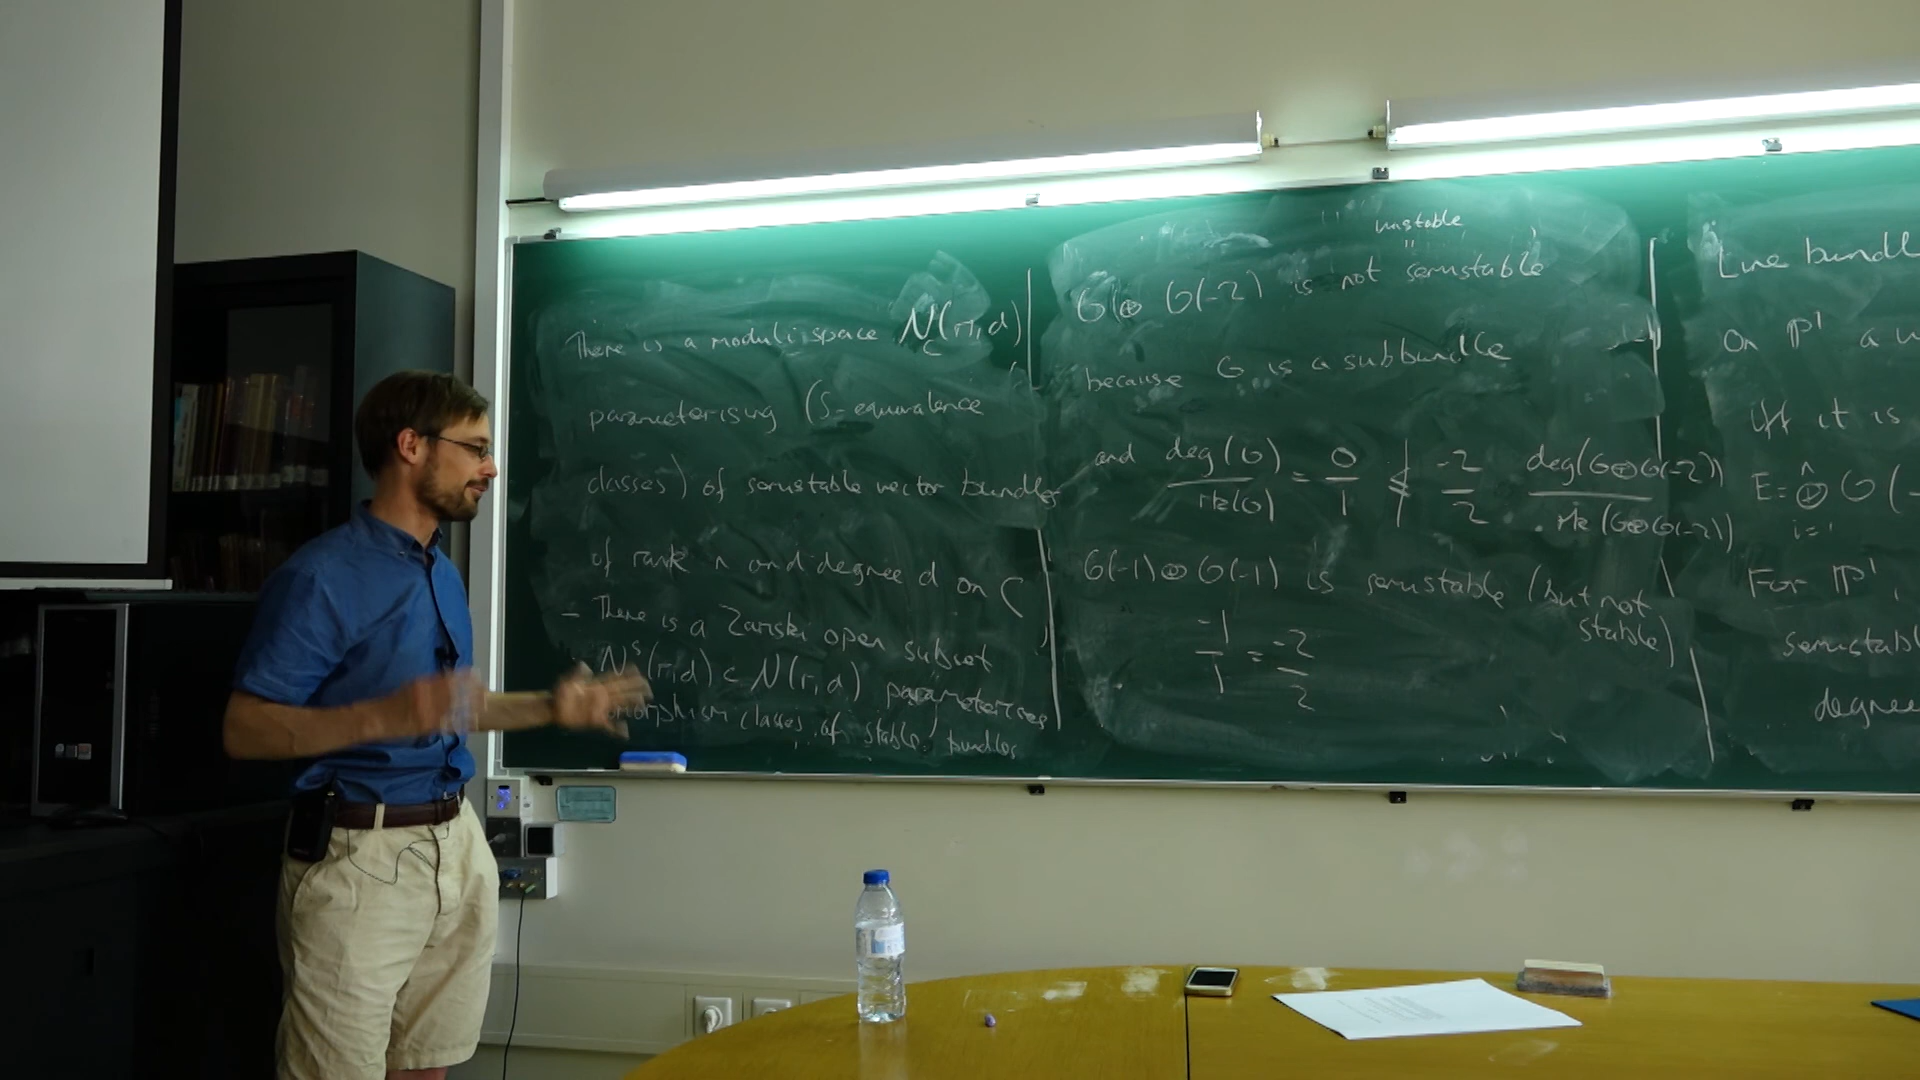 There is a moduli space N_C(r,d)
parameterising (S-equivalence
classes) of semistable vector bundles
of rank n and degree d on C
- There is a Zariski open subset
N^s(r,d) ⊂ N(r,d) parameterises
classes of stable bundles
unstable
O ⊕ O(-2) is not semistable
because O is a subbundle
and deg(O)/rk(O) = 0/1 ≰ -2/2 deg(O⊕O(-2))/rk(O⊕O(-2))
O(-1) ⊕ O(-1) is semistable (but not
stable)
-1/1 = -2/2
Line bundl
On ℙ¹ a
iff it is
E = ⊕ O(
i=1
For ℙ¹,
semistabl
degree